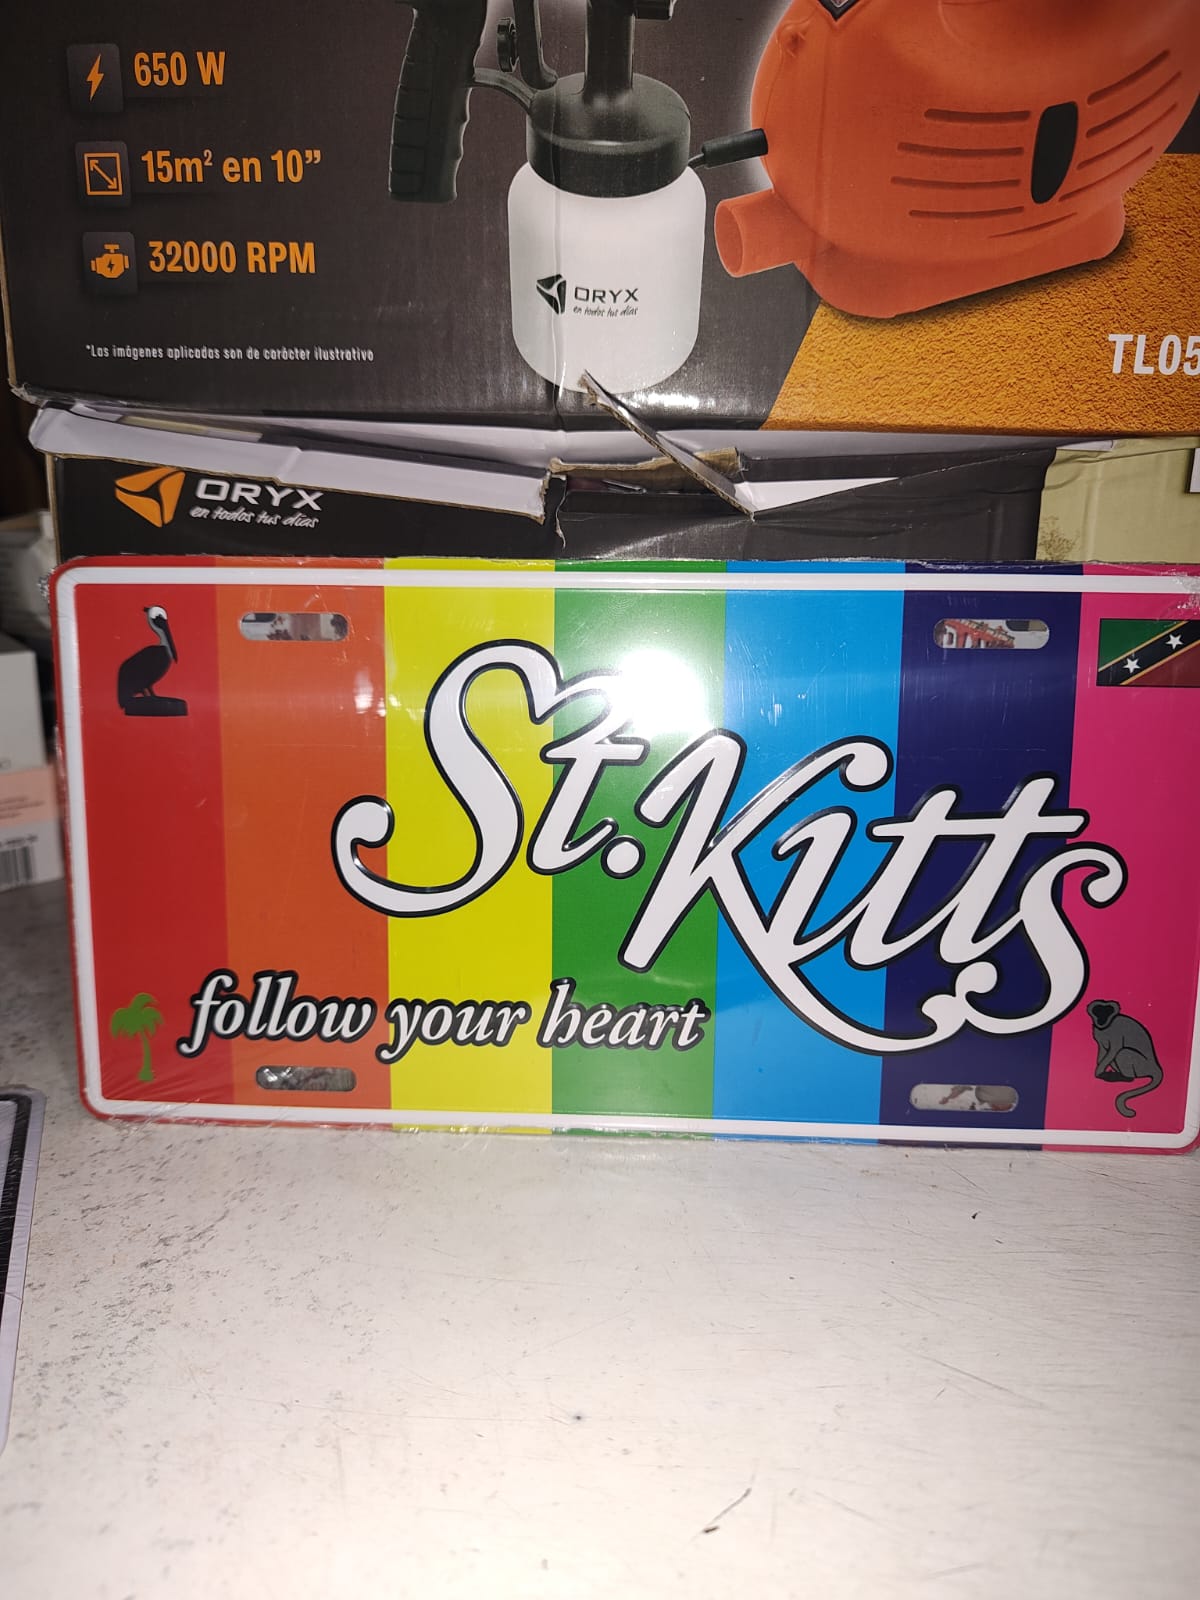 650 W
15m² en 10”
32000 RPM
ORYX
en todos tus días
*Las imágenes aplicadas son de carácter ilustrativo
TL05
ORYX
en todos tus días
St. Kitts
follow your heart